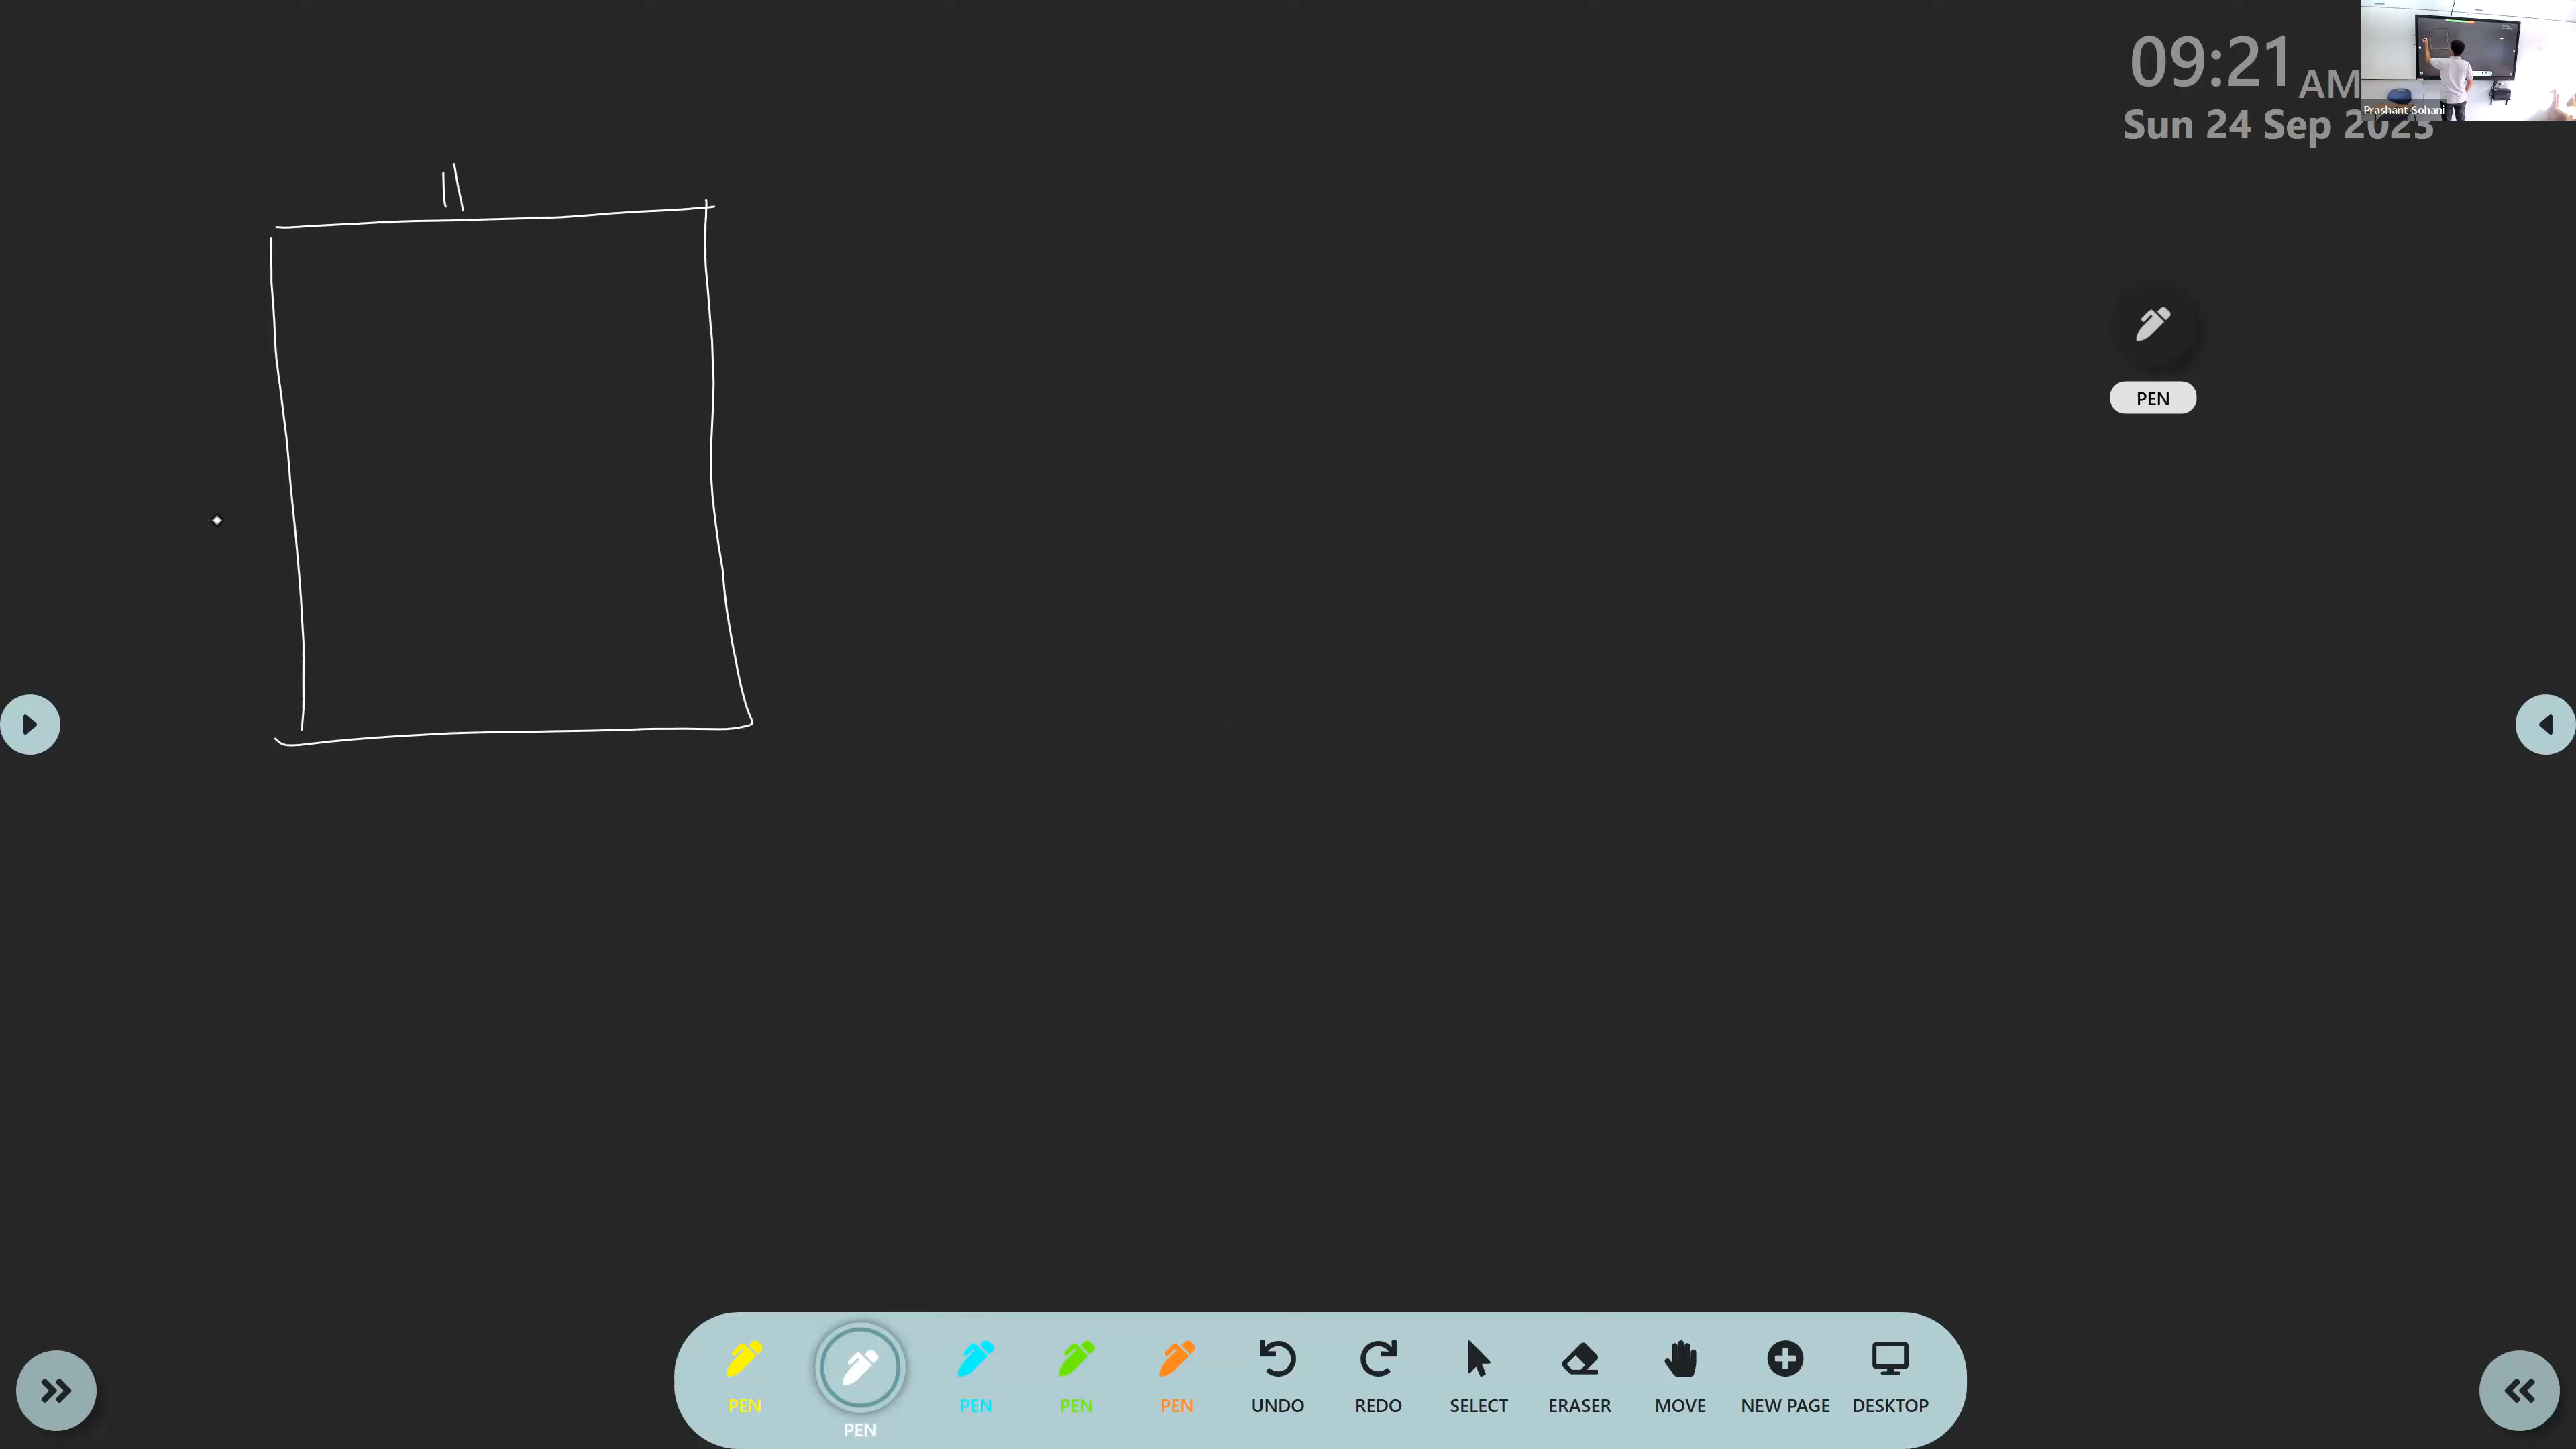 09:21 AM
Sun 24 Sep 2023
Prashant Sohani
11
PEN
PEN
PEN
PEN
PEN
PEN
UNDO
REDO
SELECT
ERASER
MOVE
NEW PAGE
DESKTOP